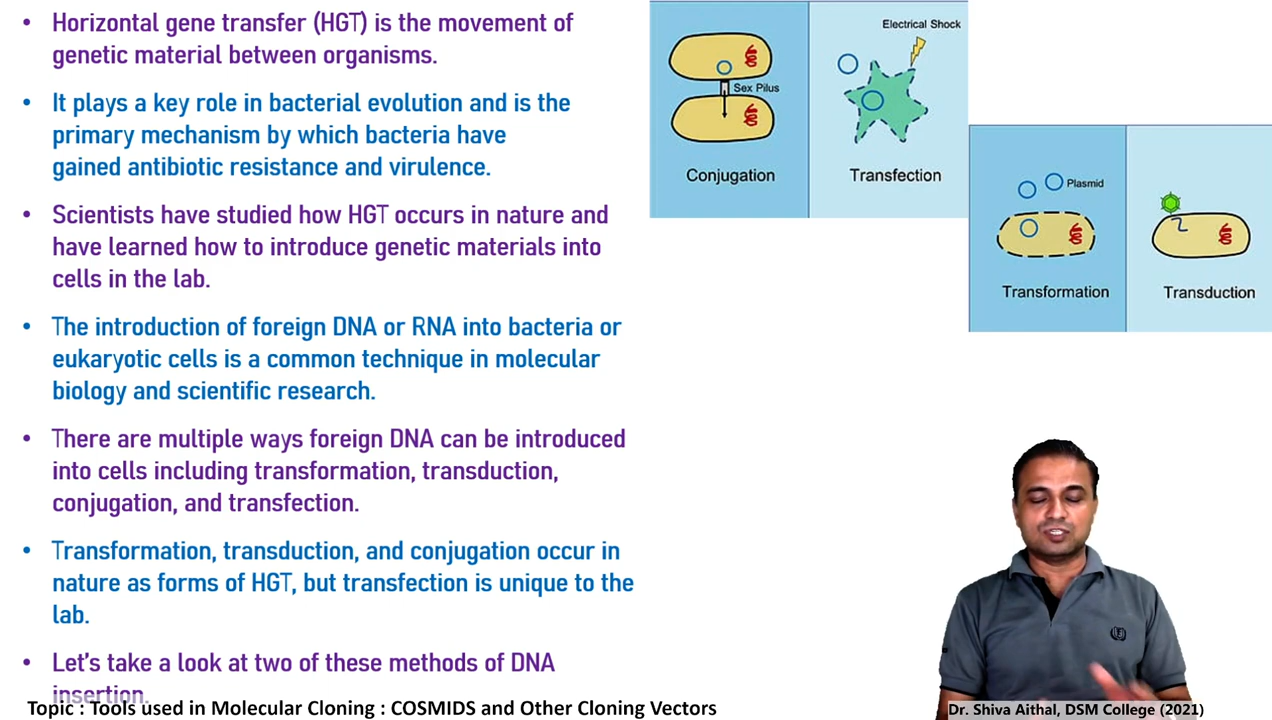 • Horizontal gene transfer (HGT) is the movement of
genetic material between organisms.
• It plays a key role in bacterial evolution and is the
primary mechanism by which bacteria have
gained antibiotic resistance and virulence.
• Scientists have studied how HGT occurs in nature and
have learned how to introduce genetic materials into
cells in the lab.
• The introduction of foreign DNA or RNA into bacteria or
eukaryotic cells is a common technique in molecular
biology and scientific research.
• There are multiple ways foreign DNA can be introduced
into cells including transformation, transduction,
conjugation, and transfection.
• Transformation, transduction, and conjugation occur in
nature as forms of HGT, but transfection is unique to the
lab.
• Let's take a look at two of these methods of DNA
insertion.
Electrical Shock
Sex Pilus
Conjugation
Transfection
Plasmid
Transformation
Transduction
Topic : Tools used in Molecular Cloning : COSMIDS and Other Cloning Vectors
Dr. Shiva Aithal, DSM College (2021)